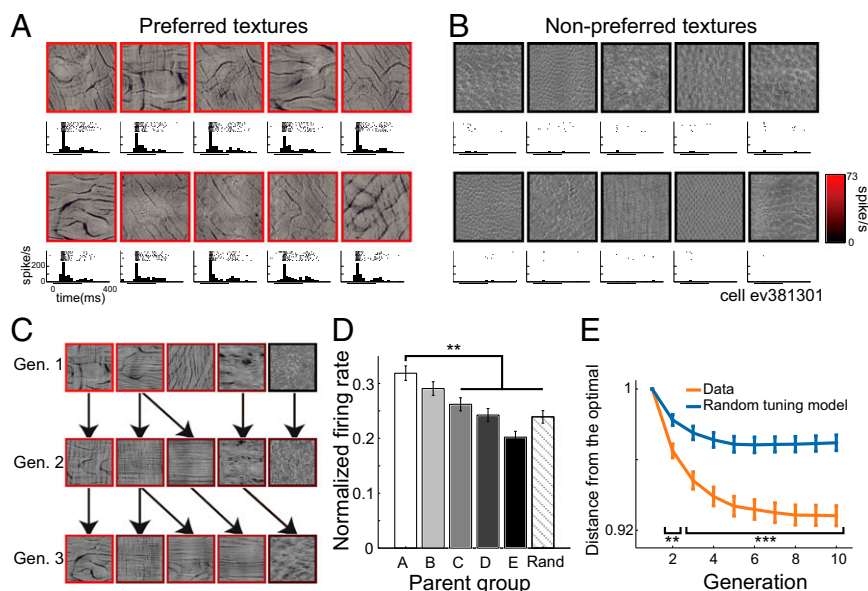 A
Preferred textures
B
Non-preferred textures
73
spike/s
0
200
spike/s
0
0
400
time(ms)
cell ev381301
C
Gen. 1
Gen. 2
Gen. 3
D
**
Normalized firing rate
0.3
0.2
0.1
0
A B C D E Rand
Parent group
E
Data
Random tuning model
Distance from the optimal
1
0.92
** ***
2 4 6 8 10
Generation